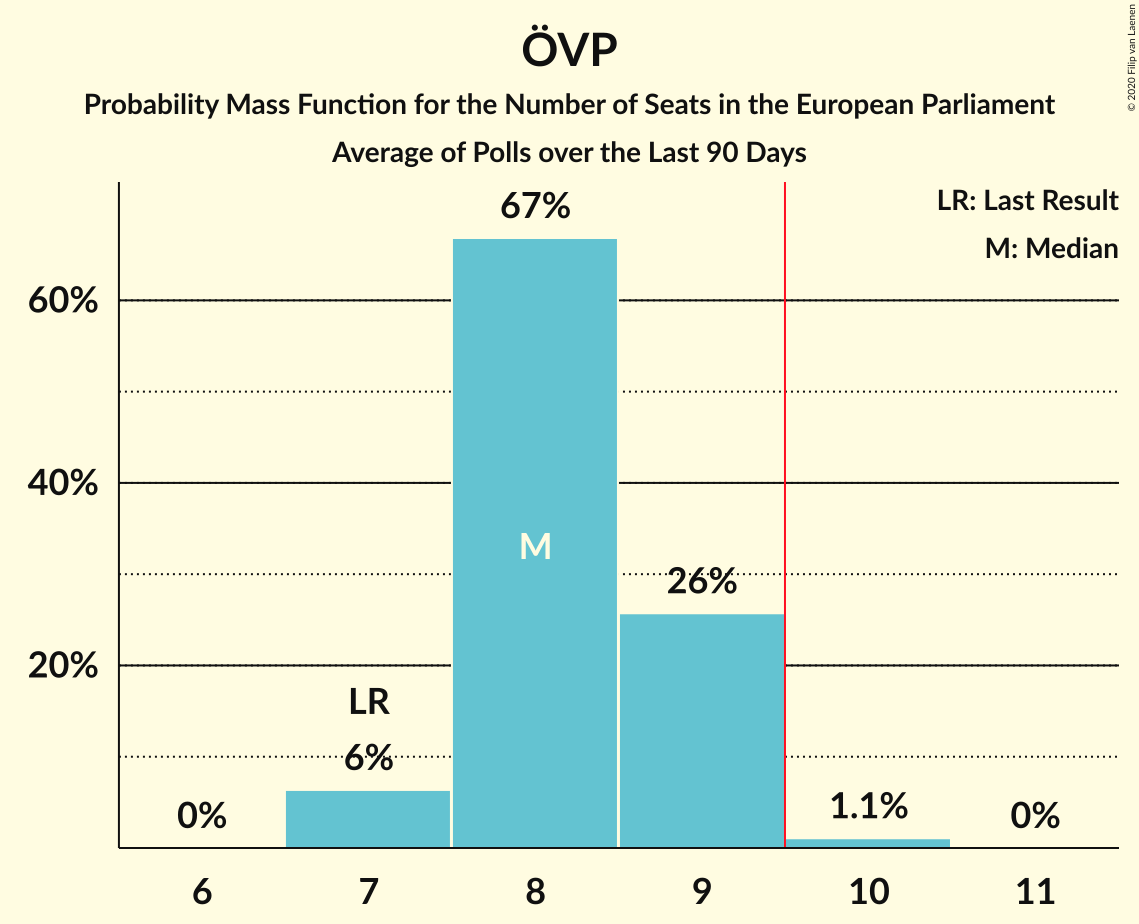 ÖVP
Probability Mass Function for the Number of Seats in the European Parliament
Average of Polls over the Last 90 Days
© 2020 Filip van Laenen
LR: Last Result
M: Median
67%
60%
40%
M
26%
20%
LR
6%
0%
1.1%
0%
6 7 8 9 10 11